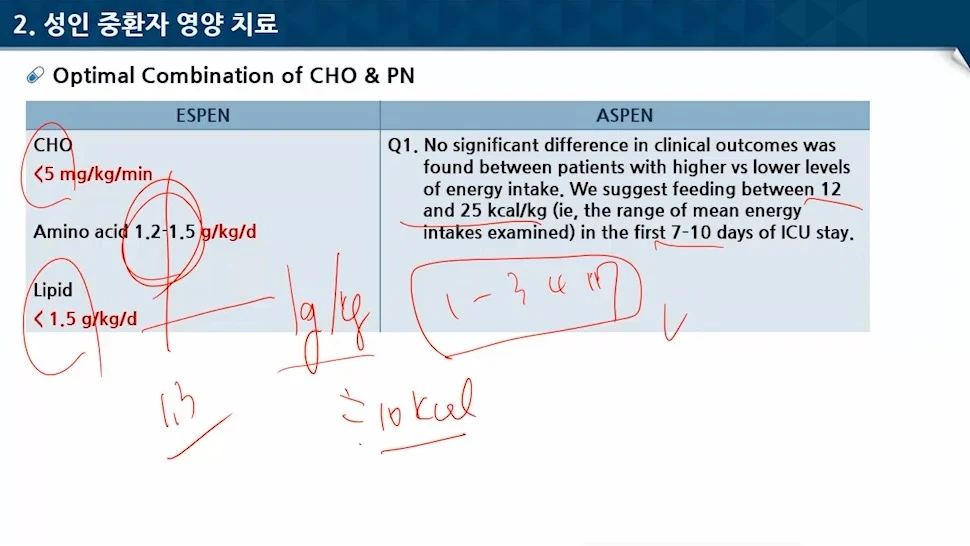 2. 성인 중환자 영양 치료
Optimal Combination of CHO & PN
ESPEN
ASPEN
CHO
<5 mg/kg/min
Amino acid 1.2-1.5 g/kg/d
Lipid
< 1.5 g/kg/d
Q1. No significant difference in clinical outcomes was
found between patients with higher vs lower levels
of energy intake. We suggest feeding between 12
and 25 kcal/kg (ie, the range of mean energy
intakes examined) in the first 7-10 days of ICU stay.
1g/kg
1.3
10 kcal